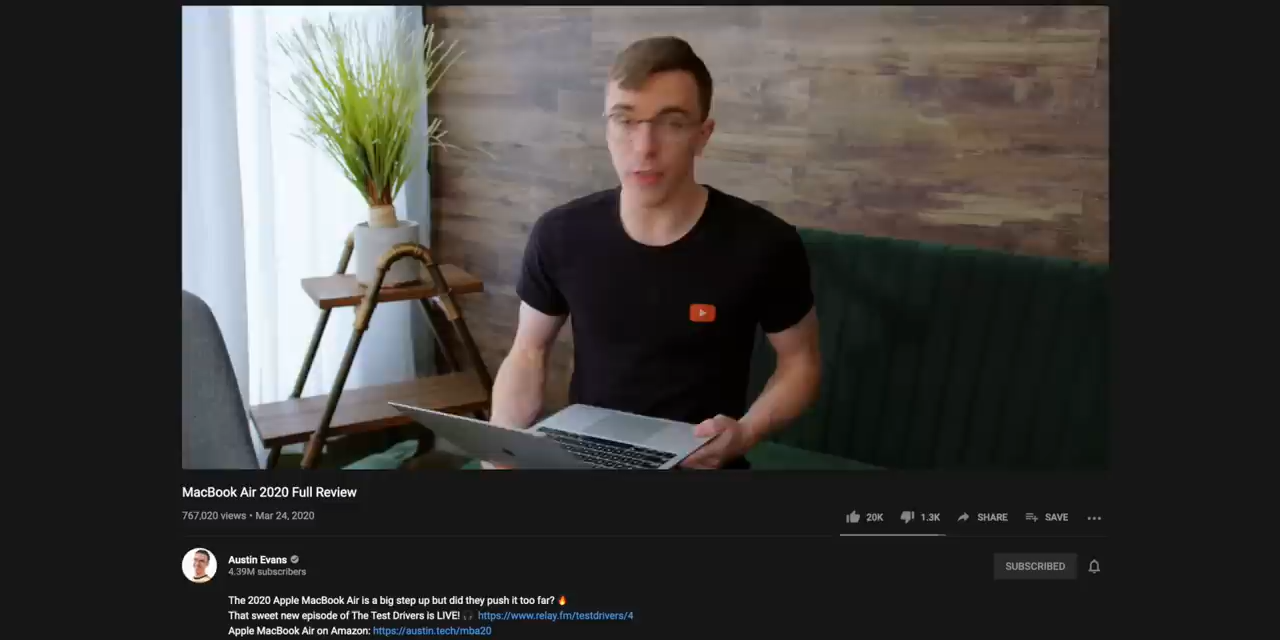 MacBook Air 2020 Full Review
767,020 views • Mar 24, 2020
20K 1.3K SHARE SAVE
Austin Evans
4.39M subscribers
SUBSCRIBED
The 2020 Apple MacBook Air is a big step up but did they push it too far? 🔥
That sweet new episode of The Test Drivers is LIVE! 🎧 https://www.relay.fm/testdrivers/4
Apple MacBook Air on Amazon: https://austin.tech/mba20